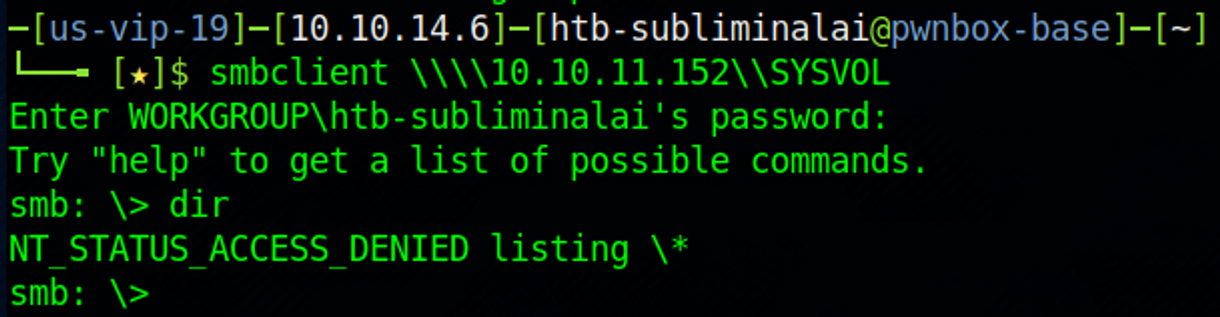 ─[us-vip-19]─[10.10.14.6]─[htb-subliminalai@pwnbox-base]─[~]
└──╼ [★]$ smbclient \\\\10.10.11.152\\SYSVOL
Enter WORKGROUP\htb-subliminalai's password:
Try "help" to get a list of possible commands.
smb: \> dir
NT_STATUS_ACCESS_DENIED listing \*
smb: \>